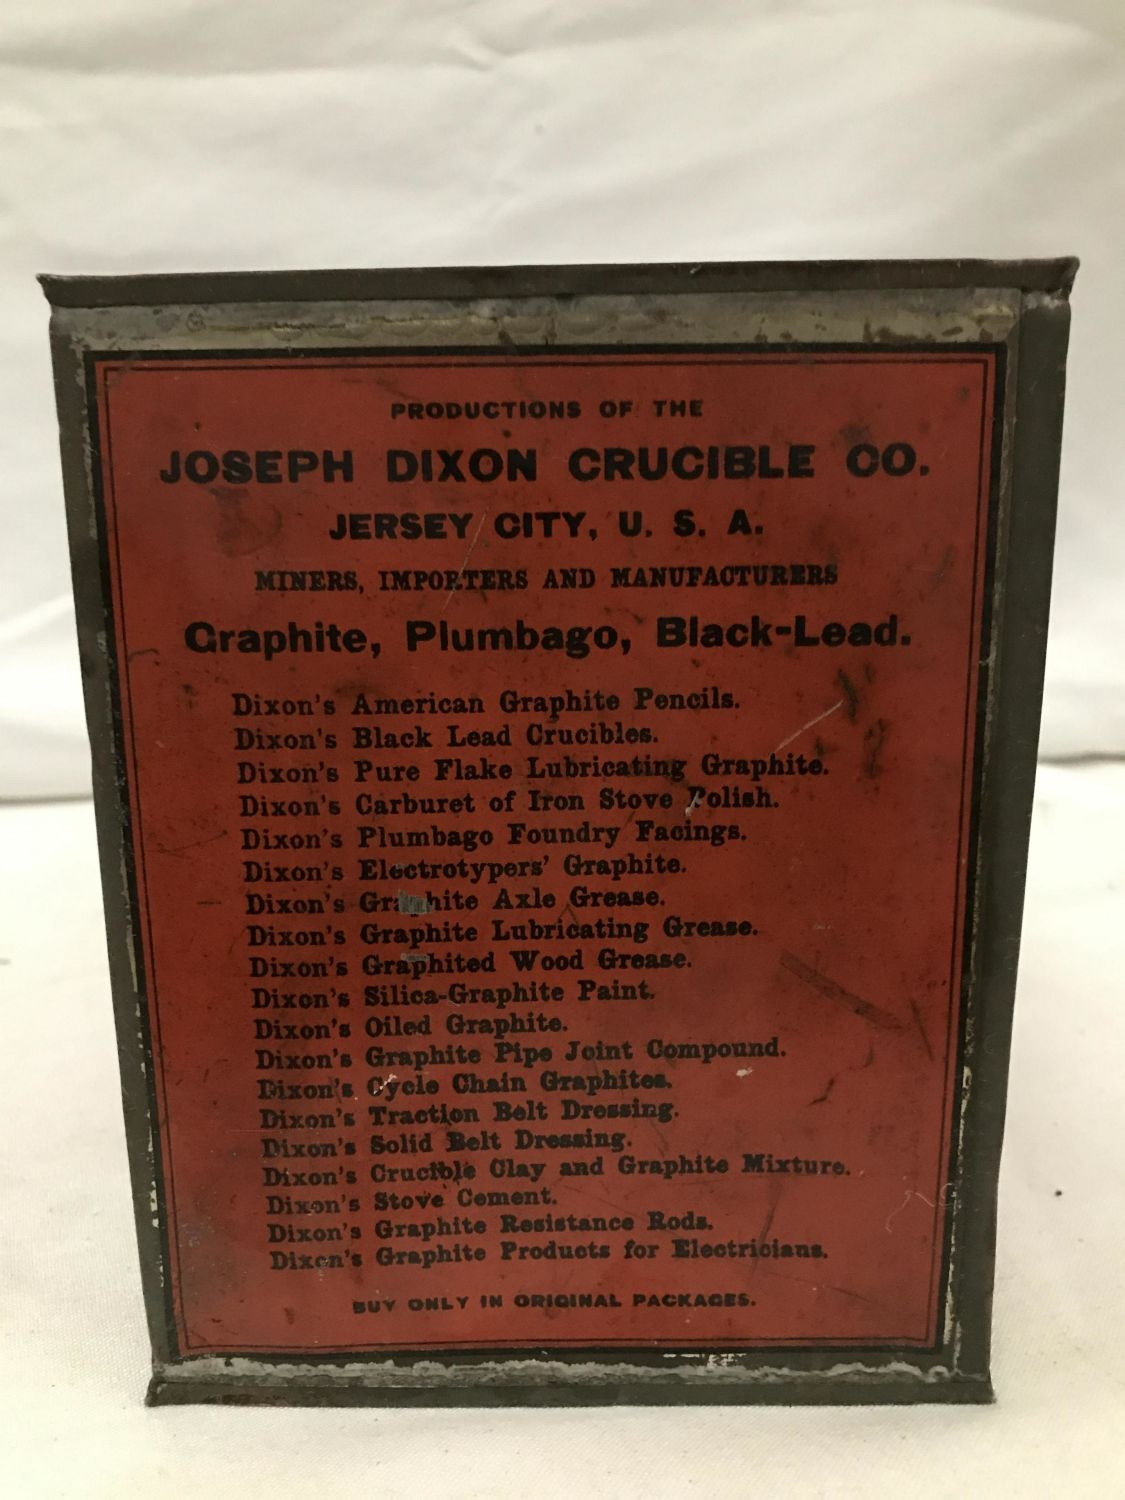 PRODUCTIONS OF THE
JOSEPH DIXON CRUCIBLE CO.
JERSEY CITY, U. S. A.
MINERS, IMPORTERS AND MANUFACTURERS
Graphite, Plumbago, Black-Lead.
Dixon's American Graphite Pencils.
Dixon's Black Lead Crucibles.
Dixon's Pure Flake Lubricating Graphite.
Dixon's Carburet of Iron Stove Polish.
Dixon's Plumbago Foundry Facings.
Dixon's Electrotypers' Graphite.
Dixon's Graphite Axle Grease.
Dixon's Graphite Lubricating Grease.
Dixon's Graphited Wood Grease.
Dixon's Silica-Graphite Paint.
Dixon's Oiled Graphite.
Dixon's Graphite Pipe Joint Compound.
Dixon's Cycle Chain Graphites.
Dixon's Traction Belt Dressing.
Dixon's Solid Belt Dressing.
Dixon's Crucible Clay and Graphite Mixture.
Dixon's Stove Cement.
Dixon's Graphite Resistance Rods.
Dixon's Graphite Products for Electricians.
BUY ONLY IN ORIGINAL PACKAGES.